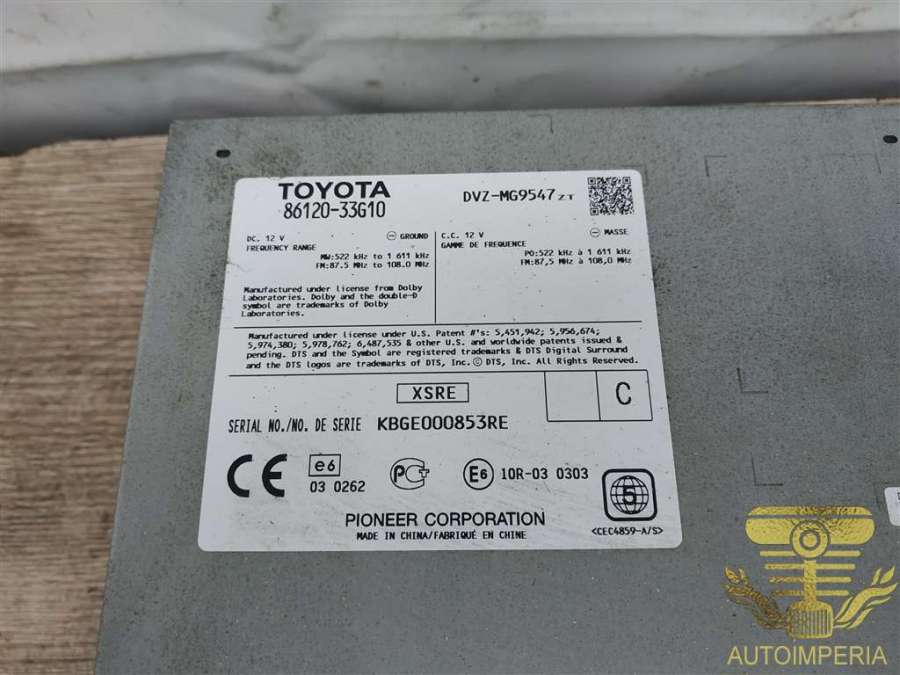 TOYOTA
86120-33G10
DVZ-MG9547 ZT
DC. 12 V
⊖ GROUND
FREQUENCY RANGE
MW:522 kHz to 1 611 kHz
FM:87.5 MHz to 108.0 MHz
C.C. 12 V
⊖ MASSE
GAMME DE FREQUENCE
PO:522 kHz à 1 611 kHz
FM:87,5 MHz à 108,0 MHz
Manufactured under license from Dolby
Laboratories. Dolby and the double-D
symbol are trademarks of Dolby
Laboratories.
Manufactured under license under U.S. Patent #'s: 5,451,942; 5,956,674;
5,974,380; 5,978,762; 6,487,535 & other U.S. and worldwide patents issued &
pending. DTS and the Symbol are registered trademarks & DTS Digital Surround
and the DTS logos are trademarks of DTS, Inc. © DTS, Inc. All Rights Reserved.
XSRE
C
SERIAL NO./NO. DE SERIE KBGE000853RE
CE
e6
03 0262
E6 10R-03 0303
5
PIONEER CORPORATION
MADE IN CHINA/FABRIQUÉ EN CHINE
<CEC4859-A/S>
AUTOIMPERIA